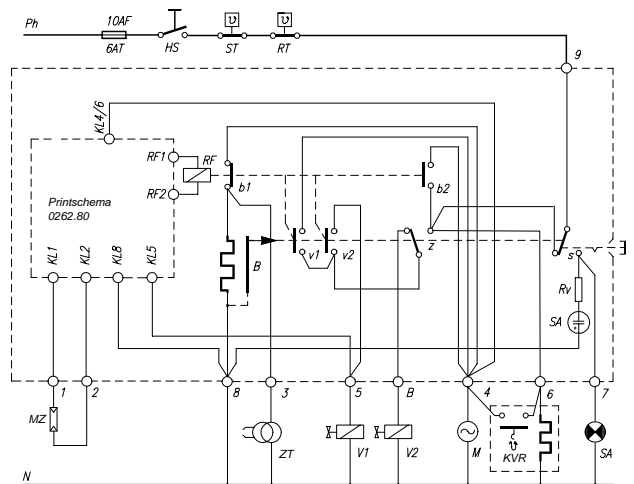 Ph
10AF
6AT
HS
ST
RT
9
KL4/6
RF1
RF
RF2
b1
b2
Printschema
0262.80
KL1
KL2
KL8
KL5
B
v1
v2
z
s
Rv
SA
1
2
8
3
5
B
4
6
7
MZ
ZT
V1
V2
M
KVR
SA
N